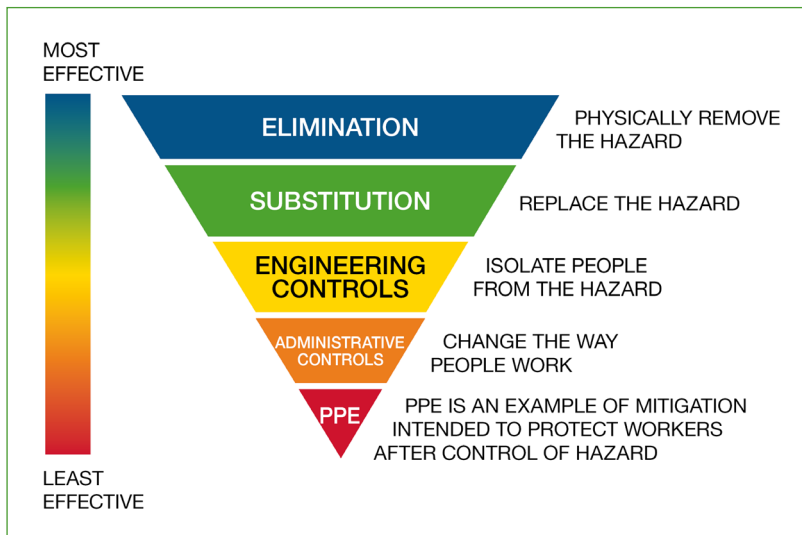 MOST
EFFECTIVE
ELIMINATION
PHYSICALLY REMOVE
THE HAZARD
SUBSTITUTION
REPLACE THE HAZARD
ENGINEERING
CONTROLS
ISOLATE PEOPLE
FROM THE HAZARD
ADMINISTRATIVE
CONTROLS
CHANGE THE WAY
PEOPLE WORK
PPE
PPE IS AN EXAMPLE OF MITIGATION
INTENDED TO PROTECT WORKERS
AFTER CONTROL OF HAZARD
LEAST
EFFECTIVE